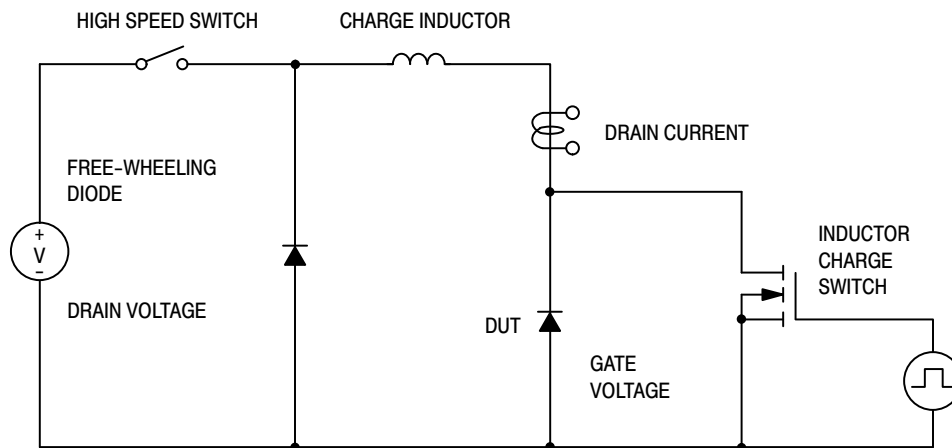 HIGH SPEED SWITCH
CHARGE INDUCTOR
DRAIN CURRENT
FREE-WHEELING
DIODE
+
V
-
INDUCTOR
CHARGE
SWITCH
DRAIN VOLTAGE
DUT
GATE
VOLTAGE